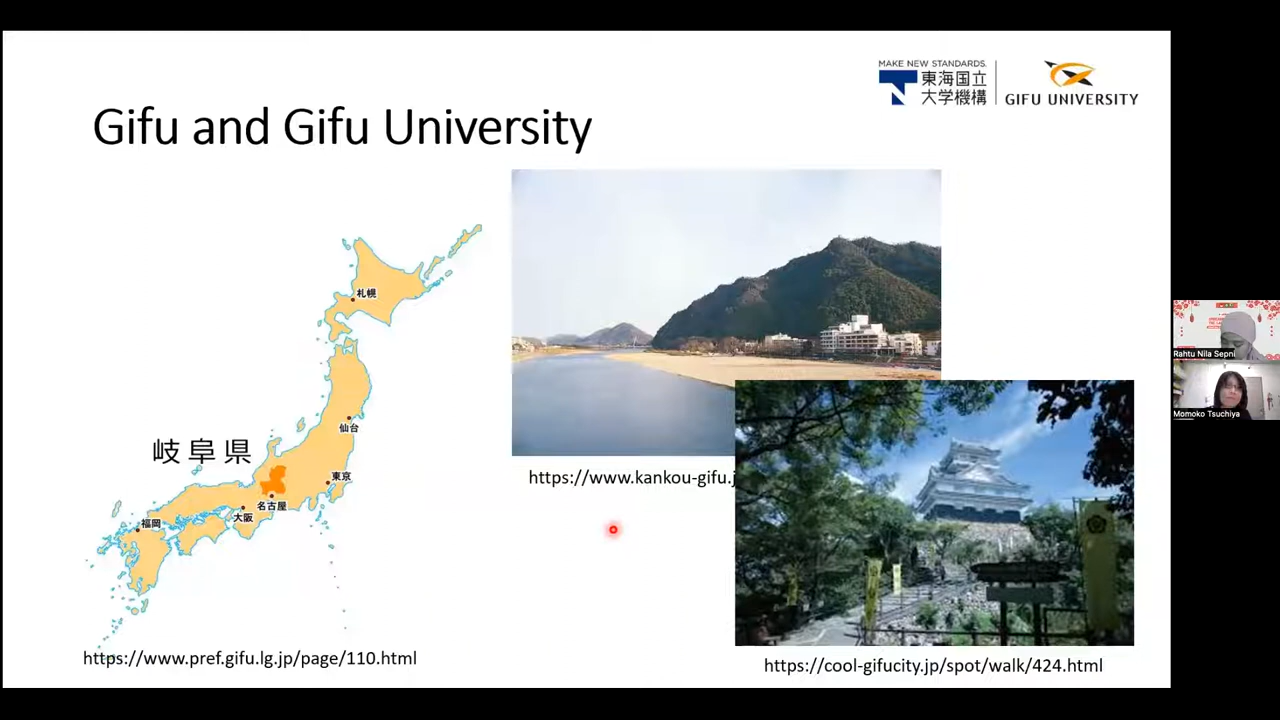 MAKE NEW STANDARDS.
東海国立
大学機構
GIFU UNIVERSITY
Gifu and Gifu University
札幌
仙台
岐阜県
東京
名古屋
大阪
福岡
https://www.kankou-gifu.j
https://www.pref.gifu.lg.jp/page/110.html
https://cool-gifucity.jp/spot/walk/424.html
Rahtu Nila Sepni
Momoko Tsuchiya